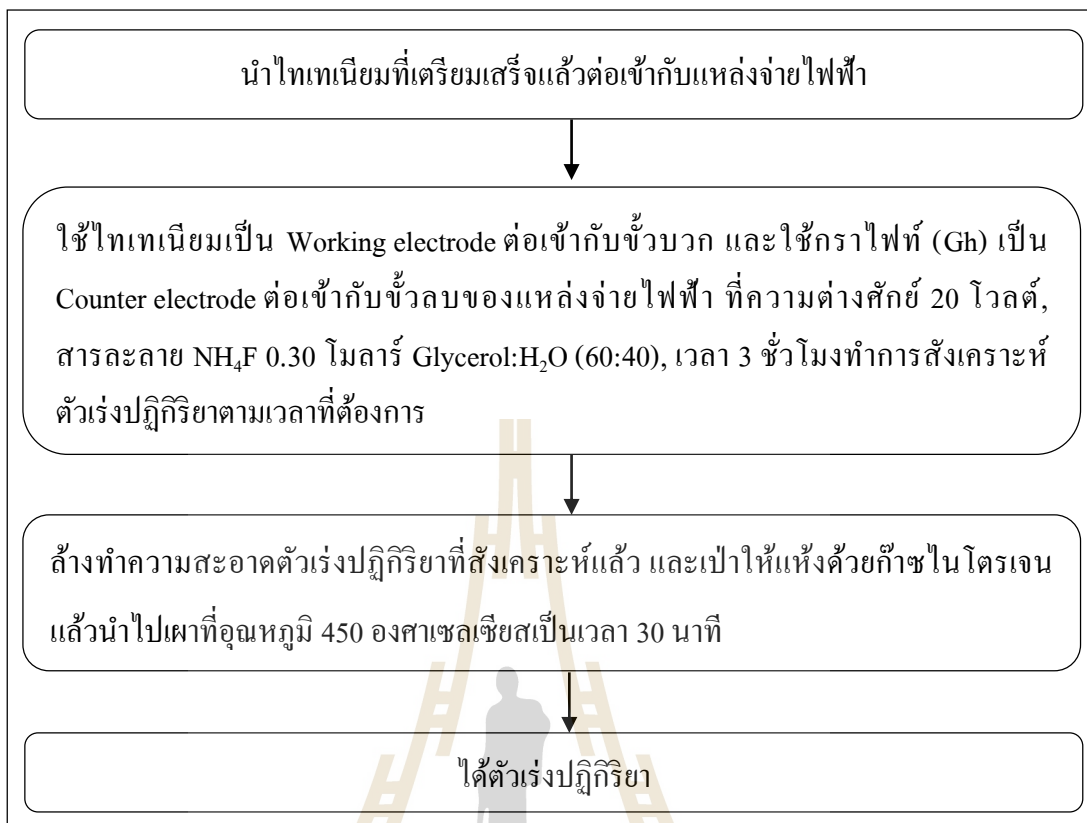 นำไทเทเนียมที่เตรียมเสร็จแล้วต่อเข้ากับแหล่งจ่ายไฟฟ้า
ใช้ไทเทเนียมเป็น Working electrode ต่อเข้ากับขั้วบวก และใช้กราไฟท์ (Gh) เป็น
Counter electrode ต่อเข้ากับขั้วลบของแหล่งจ่ายไฟฟ้า ที่ความต่างศักย์ 20 โวลต์,
สารละลาย NH₄F 0.30 โมลาร์ Glycerol:H₂O (60:40), เวลา 3 ชั่วโมงทำการสังเคราะห์
ตัวเร่งปฏิกิริยาตามเวลาที่ต้องการ
ล้างทำความสะอาดตัวเร่งปฏิกิริยาที่สังเคราะห์แล้ว และเป่าให้แห้งด้วยก๊าซไนโตรเจน
แล้วนำไปเผาที่อุณหภูมิ 450 องศาเซลเซียสเป็นเวลา 30 นาที
ได้ตัวเร่งปฏิกิริยา